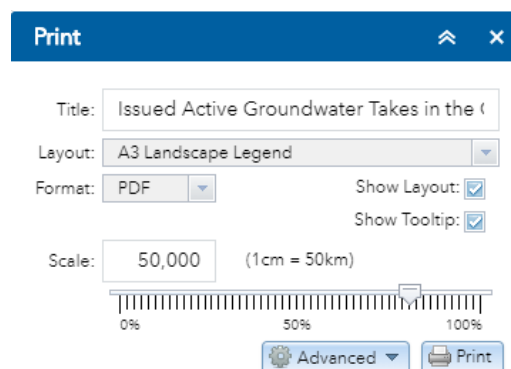 Print
Title: Issued Active Groundwater Takes in the
Layout: A3 Landscape Legend
Format: PDF Show Layout:
Show Tooltip:
Scale: 50,000 (1cm = 50km)
0% 50% 100%
Advanced Print